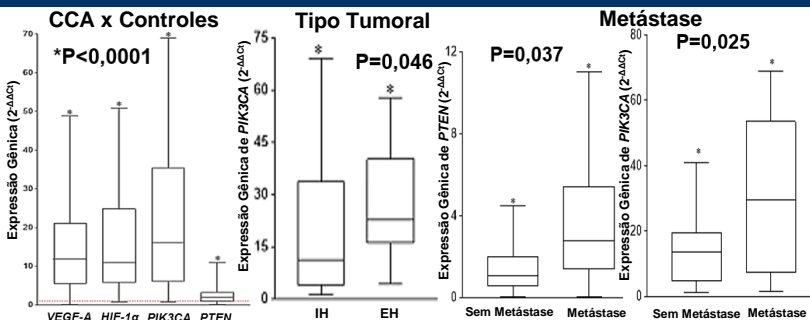 CCA x Controles
Expressão Gênica (2-ΔΔCt)
70
60
50
40
30
20
10
0
*P<0,0001
*
*
*
*
VEGF-A HIF-1α PIK3CA PTEN
Tipo Tumoral
Expressão Gênica de PIK3CA (2-ΔΔCt)
75
60
45
30
15
0
P=0,046
*
*
IH EH
Metástase
Expressão Gênica de PTEN (2-ΔΔCt)
12
8
4
0
P=0,037
*
*
Sem Metástase Metástase
Expressão Gênica de PIK3CA (2-ΔΔCt)
80
60
40
20
0
P=0,025
*
*
Sem Metástase Metástase